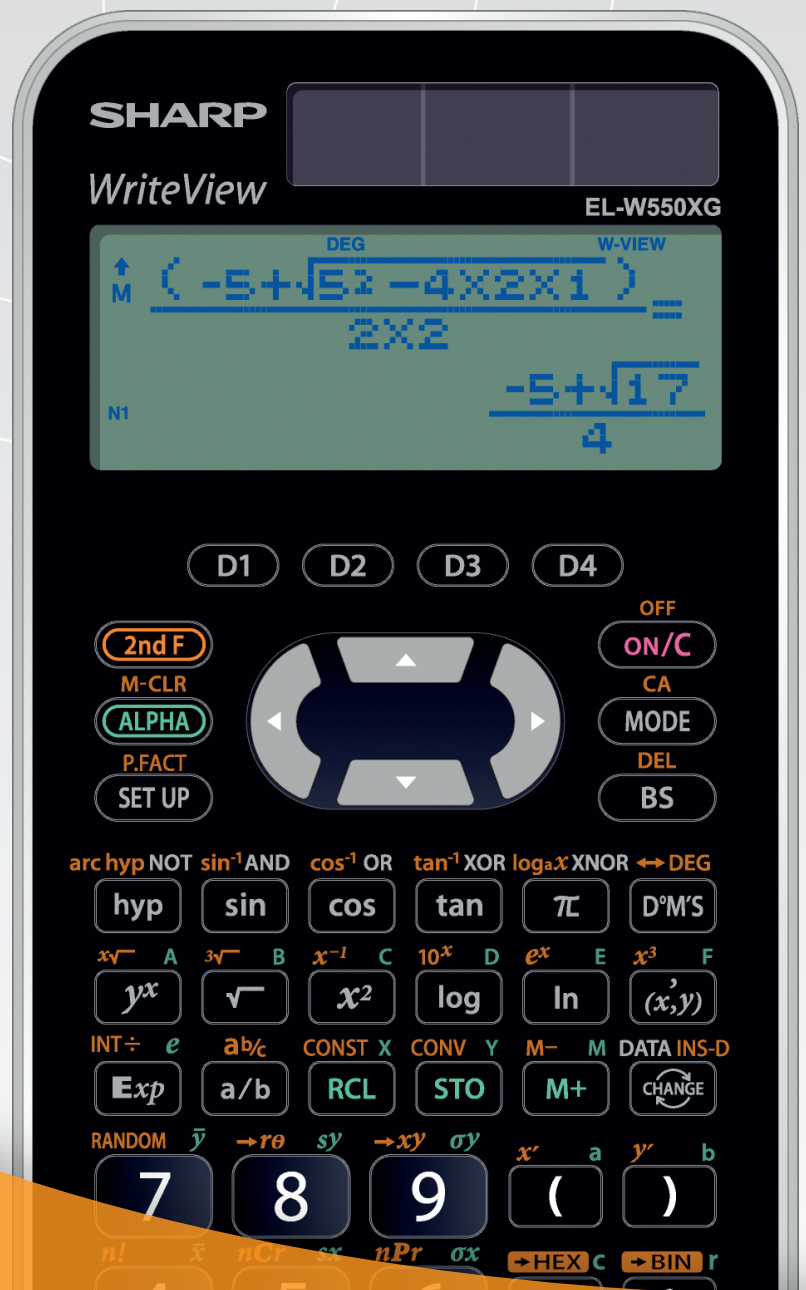 SHARP
WriteView
EL-W550XG
DEG W-VIEW
M (-5+√5²-4×2×1)
=
2×2
-5+√17
N1
4
D1 D2 D3 D4
OFF
2nd F ON/C
M-CLR CA
ALPHA MODE
P.FACT DEL
SET UP BS
arc hyp NOT sin⁻¹ AND cos⁻¹ OR tan⁻¹ XOR logₐx XNOR ↔DEG
hyp sin cos tan π D°M'S
ˣ√ A ³√ B x⁻¹ C 10ˣ D eˣ E x³ F
yˣ √ x² log ln (x,y) ,
INT÷ e ab/c CONST X CONV Y M− M DATA INS-D
Exp a/b RCL STO M+ CHANGE
RANDOM ȳ →rθ sy →xy σy x′ a y′ b
7 8 9 ( )
n! x̄ nCr sx nPr σx →HEX c →BIN r